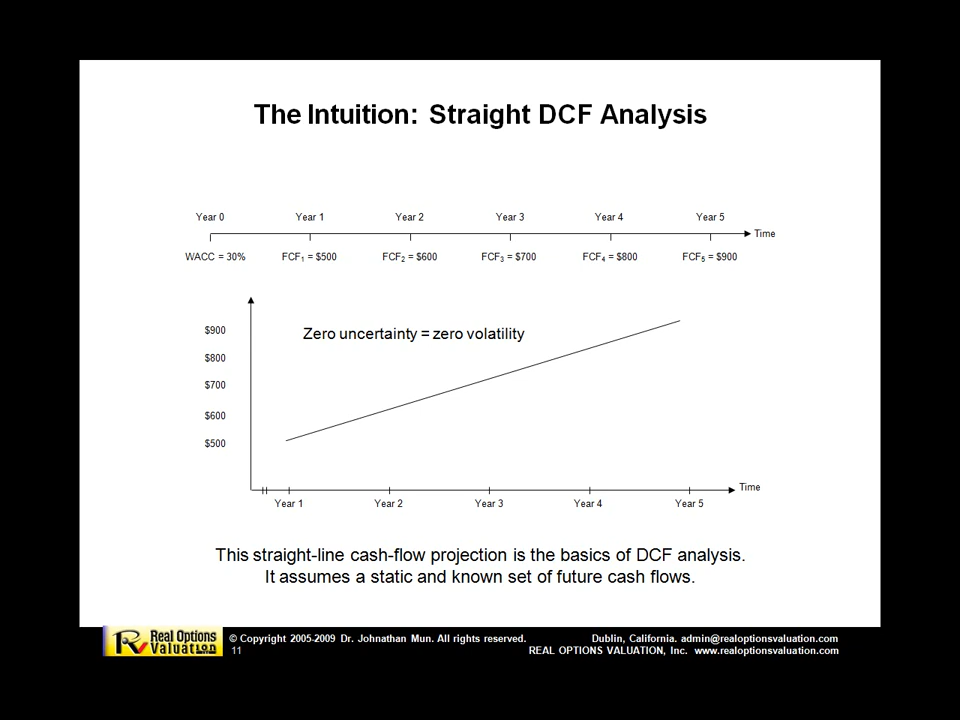 The Intuition: Straight DCF Analysis
Year 0 Year 1 Year 2 Year 3 Year 4 Year 5
Time
WACC = 30% FCF₁ = $500 FCF₂ = $600 FCF₃ = $700 FCF₄ = $800 FCF₅ = $900
Zero uncertainty = zero volatility
$900
$800
$700
$600
$500
Time
Year 1 Year 2 Year 3 Year 4 Year 5
This straight-line cash-flow projection is the basics of DCF analysis.
It assumes a static and known set of future cash flows.
Real Options
Valuation
© Copyright 2005-2009 Dr. Johnathan Mun. All rights reserved. Dublin, California. admin@realoptionsvaluation.com
11 REAL OPTIONS VALUATION, Inc. www.realoptionsvaluation.com